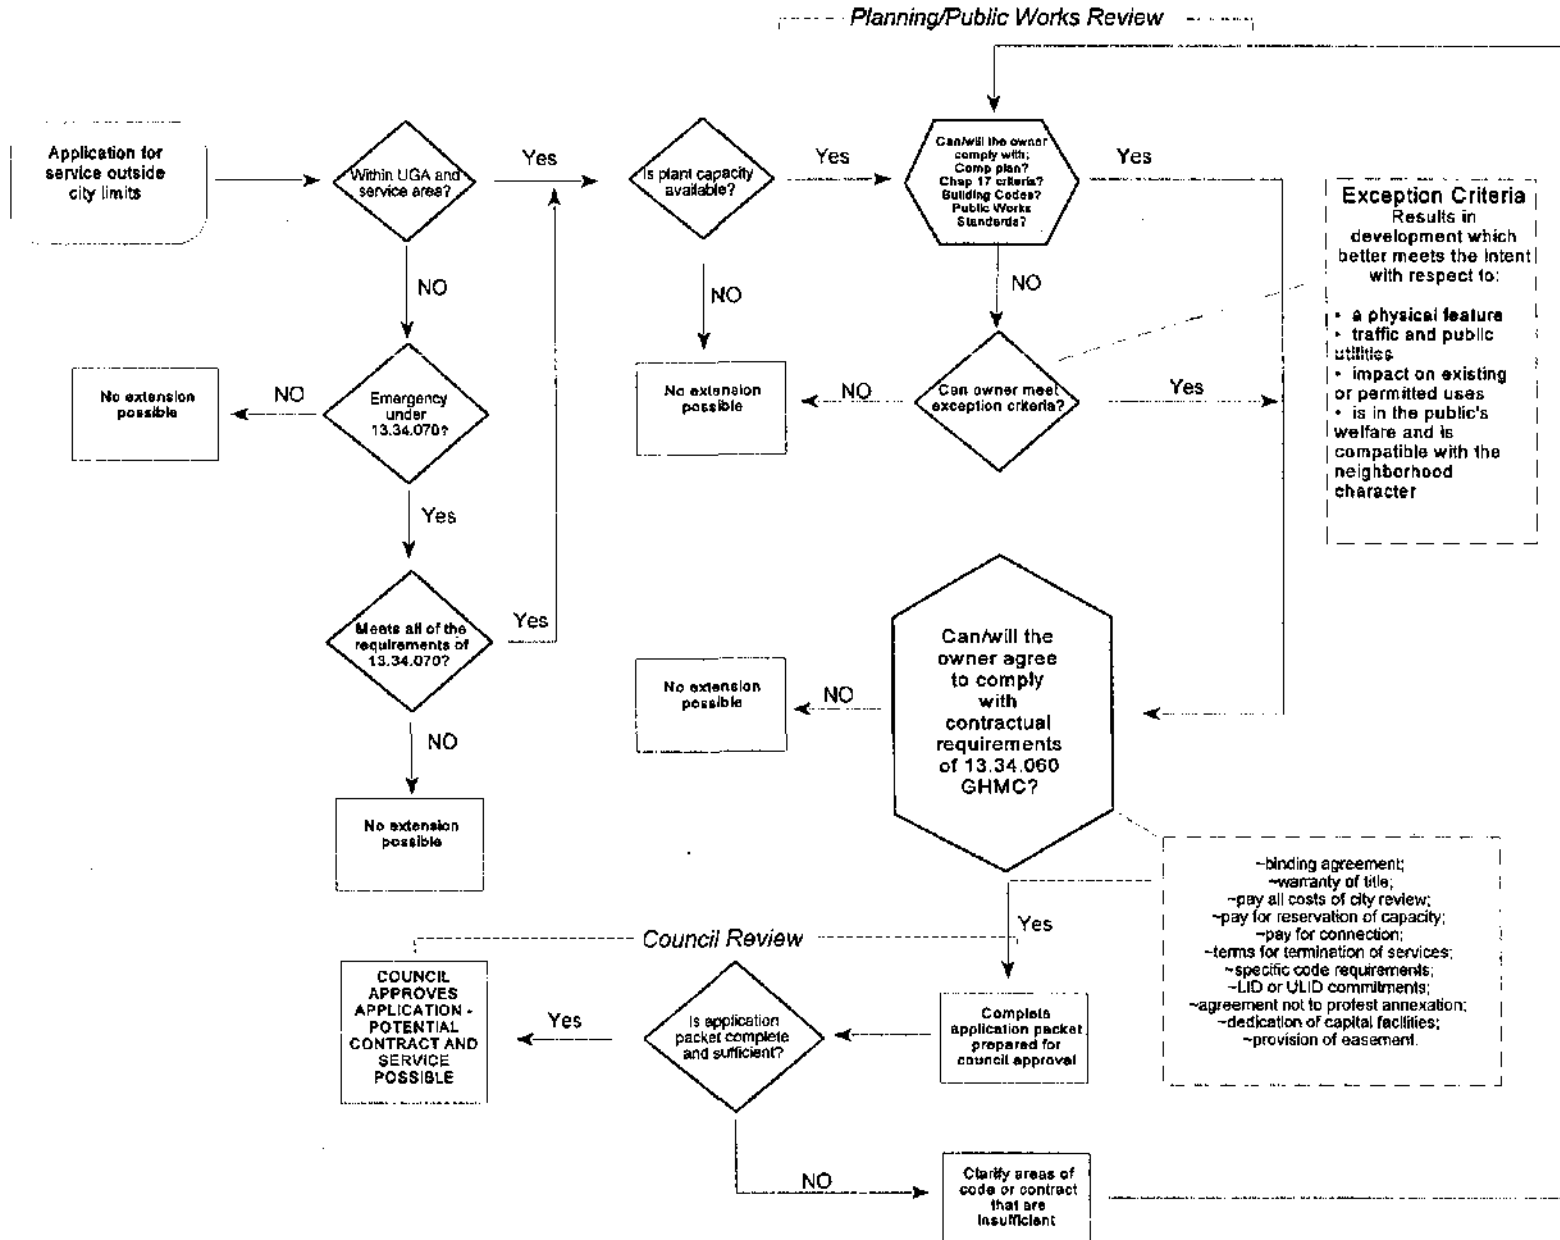 Planning/Public Works Review
Application for
service outside
city limits
Within UGA and
service area?
Yes
Is plant capacity
available?
Yes
Can/will the owner
comply with;
Comp plan?
Chap 17 criteria?
Building Codes?
Public Works
Standards?
Yes
Exception Criteria
Results in
development which
better meets the intent
with respect to:
• a physical feature
• traffic and public
utilities
• impact on existing
or permitted uses
• is in the public's
welfare and is
compatible with the
neighborhood
character
NO
NO
NO
No extension
possible
NO
Emergency
under
13.34.070?
No extension
possible
NO
Can owner meet
exception criteria?
Yes
Yes
Meets all of the
requirements of
13.34.070?
Yes
No extension
possible
NO
Can/will the
owner agree
to comply
with
contractual
requirements
of 13.34.060
GHMC?
NO
No extension
possible
~binding agreement;
~warranty of title;
~pay all costs of city review;
~pay for reservation of capacity;
~pay for connection;
~terms for termination of services;
~specific code requirements;
~LID or ULID commitments;
~agreement not to protest annexation;
~dedication of capital facilities;
~provision of easement.
Yes
Council Review
COUNCIL
APPROVES
APPLICATION -
POTENTIAL
CONTRACT AND
SERVICE
POSSIBLE
Yes
Is application
packet complete
and sufficient?
Complete
application packet
prepared for
council approval
NO
Clarify areas of
code or contract
that are
insufficient